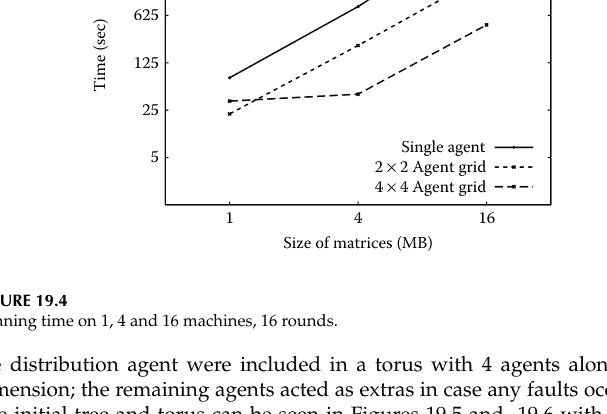 625
Time (sec)
125
25
5
Single agent
2 × 2 Agent grid
4 × 4 Agent grid
1 4 16
Size of matrices (MB)
URE 19.4
nning time on 1, 4 and 16 machines, 16 rounds.
distribution agent were included in a torus with 4 agents alon
mension; the remaining agents acted as extras in case any faults occ
initial tree and torus can be seen in Figures 19.5 and 19.6 with